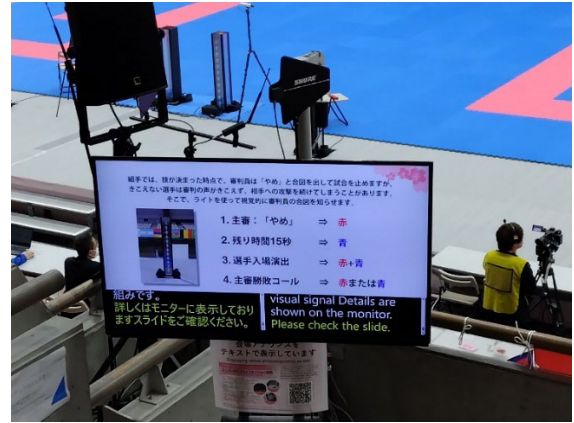 SHURE
組手では、技が決まった時点で、審判員は「やめ」と合図を出して試合を止めますが、
きこえない選手は審判の声がきこえず、相手への攻撃を続けてしまうことがあります。
そこで、ライトを使って視覚的に審判員の合図を知らせます。
1. 主審：「やめ」 ⇒ 赤
2. 残り時間15秒 ⇒ 青
3. 選手入場演出 ⇒ 赤+青
4. 主審勝敗コール ⇒ 赤または青
組みです。
詳しくはモニターに表示しており
ますスライドをご確認ください。
visual signal Details are
shown on the monitor.
Please check the slide.
会場アナウンスを
テキストで表示しています